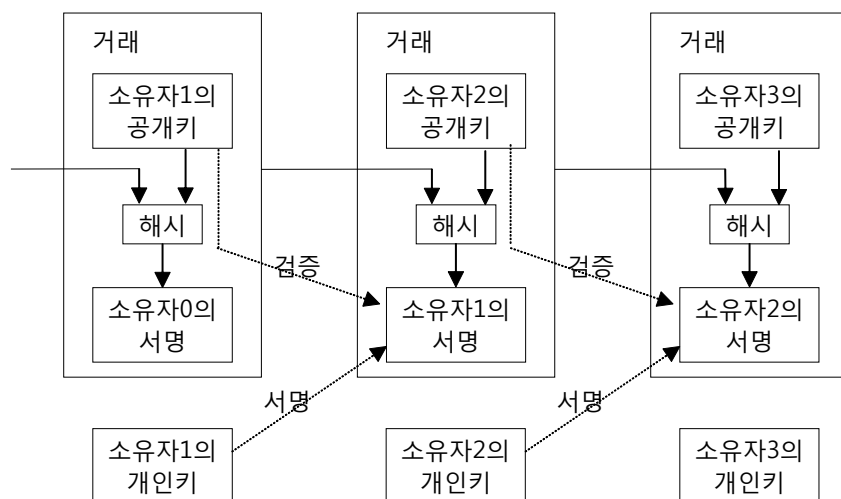 거래
거래
거래
소유자1의
공개키
소유자2의
공개키
소유자3의
공개키
해시
해시
해시
검증
검증
소유자0의
서명
소유자1의
서명
소유자2의
서명
서명
서명
소유자1의
개인키
소유자2의
개인키
소유자3의
개인키